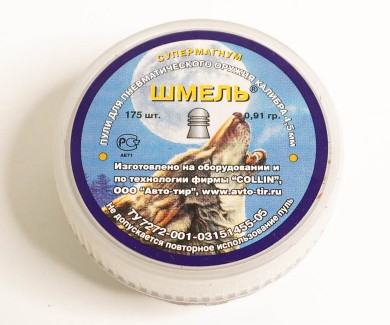 СУПЕРМАГНУМ
ПУЛИ ДЛЯ ПНЕВМАТИЧЕСКОГО ОРУЖИЯ КАЛИБРА 4,5 мм
ШМЕЛЬ®
175 шт. 0,91 гр.
РСТ
АЕ71
Изготовлено на оборудовании и
по технологии фирмы "COLLIN",
ООО "Авто-тир", www.avto-tir.ru
ТУ7272-001-03151455-05
Не допускается повторное использование пуль